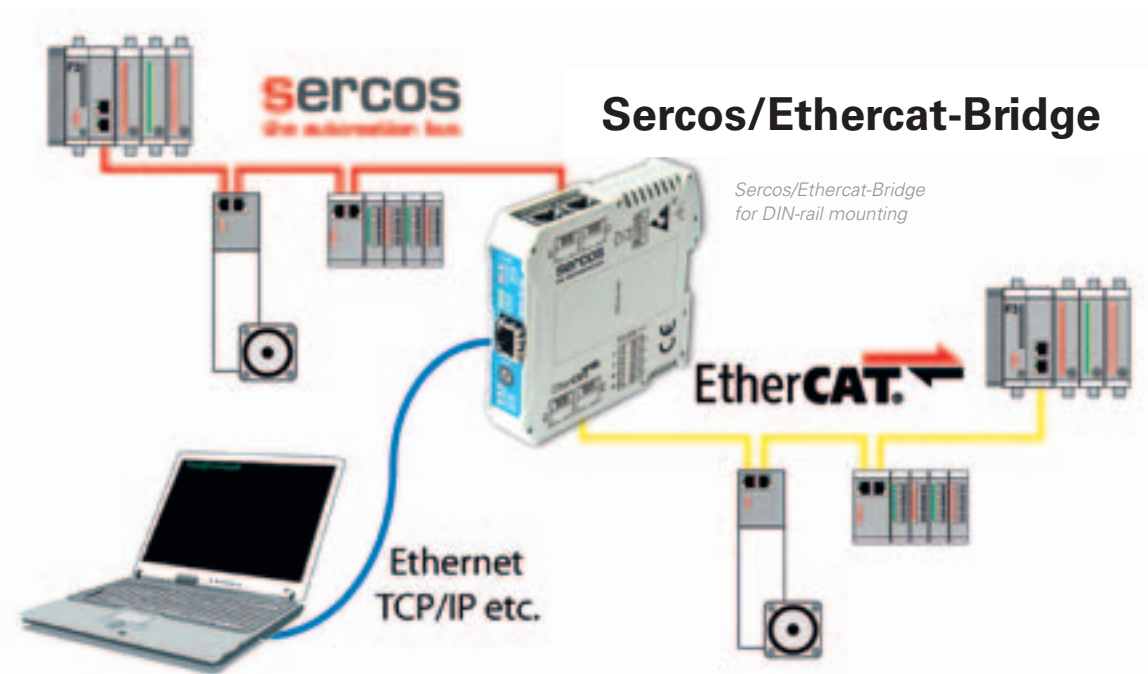 sercos
the automation bus
Sercos/Ethercat-Bridge
Sercos/Ethercat-Bridge
for DIN-rail mounting
sercos
EtherCAT.
Ethernet
TCP/IP etc.